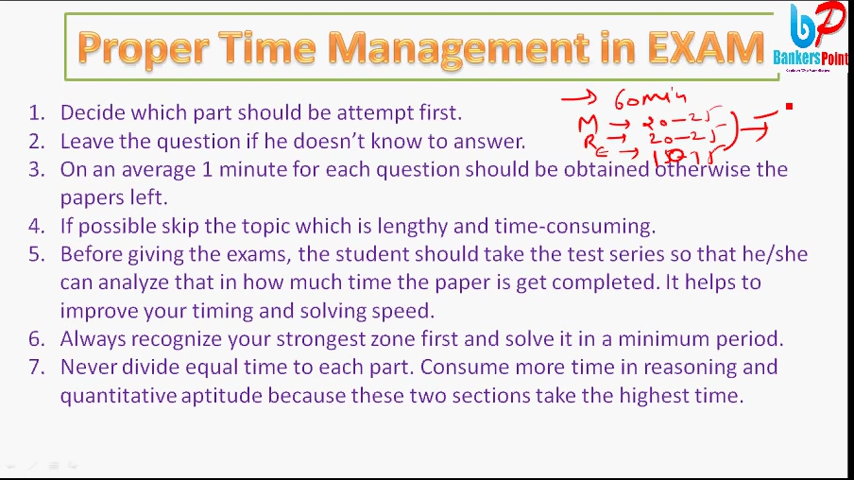 Proper Time Management in EXAM
bp
BankersPoint
→ 60 min
M → 20-25
R → 20-25
E →
1. Decide which part should be attempt first.
2. Leave the question if he doesn't know to answer.
3. On an average 1 minute for each question should be obtained otherwise the
papers left.
4. If possible skip the topic which is lengthy and time-consuming.
5. Before giving the exams, the student should take the test series so that he/she
can analyze that in how much time the paper is get completed. It helps to
improve your timing and solving speed.
6. Always recognize your strongest zone first and solve it in a minimum period.
7. Never divide equal time to each part. Consume more time in reasoning and
quantitative aptitude because these two sections take the highest time.